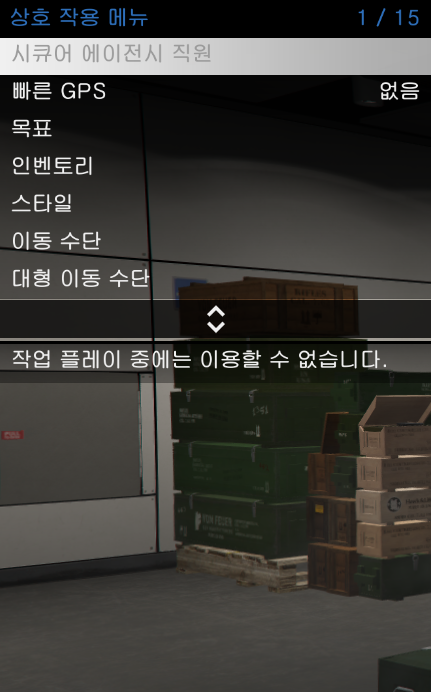 상호 작용 메뉴 1 / 15
시큐어 에이전시 직원
빠른 GPS 없음
목표
인벤토리
스타일
이동 수단
대형 이동 수단
작업 플레이 중에는 이용할 수 없습니다.